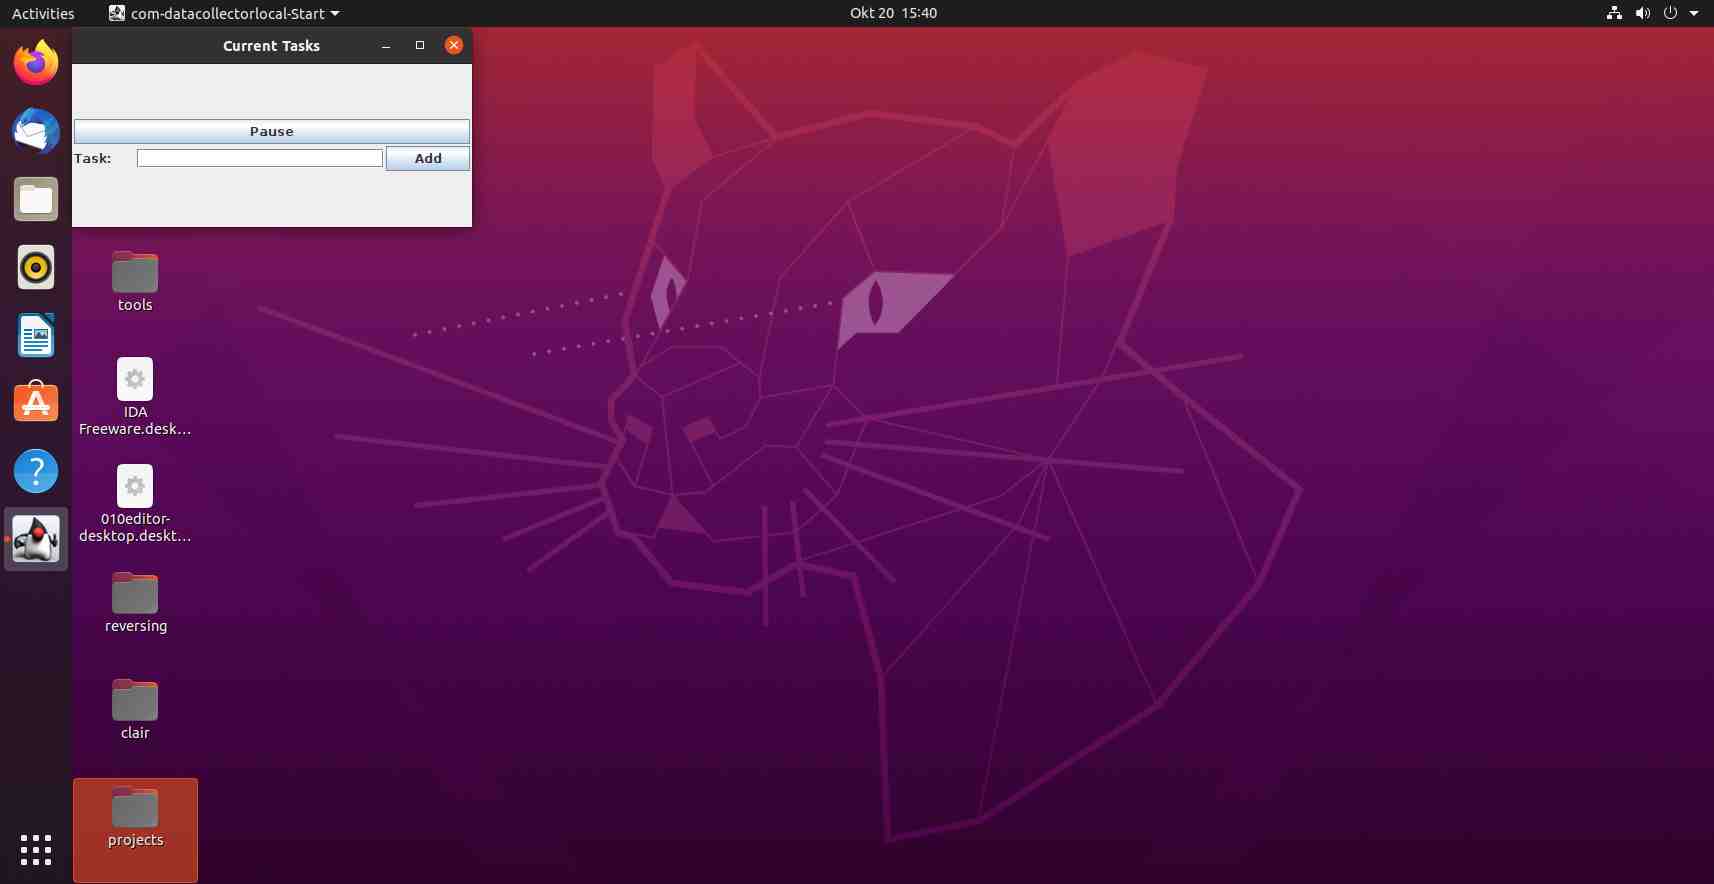 Activities
com-datacollectorlocal-Start
Okt 20 15:40
Current Tasks
Pause
Task:
Add
tools
IDA
Freeware.desk...
010editor-
desktop.deskt...
reversing
clair
projects